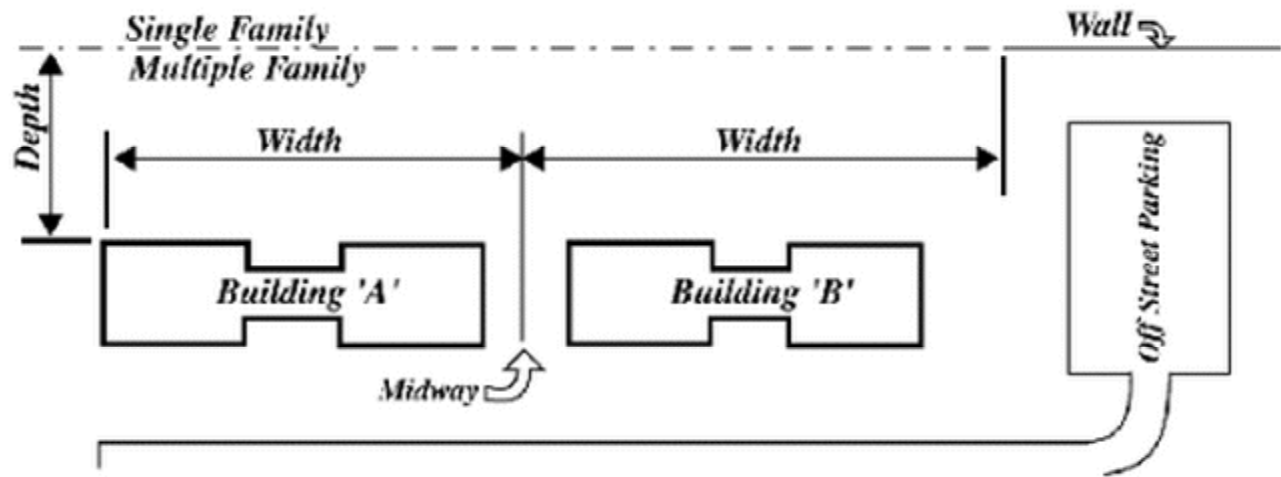 Single Family
Wall
Multiple Family
Depth
Width
Width
Off Street Parking
Building 'A'
Building 'B'
Midway